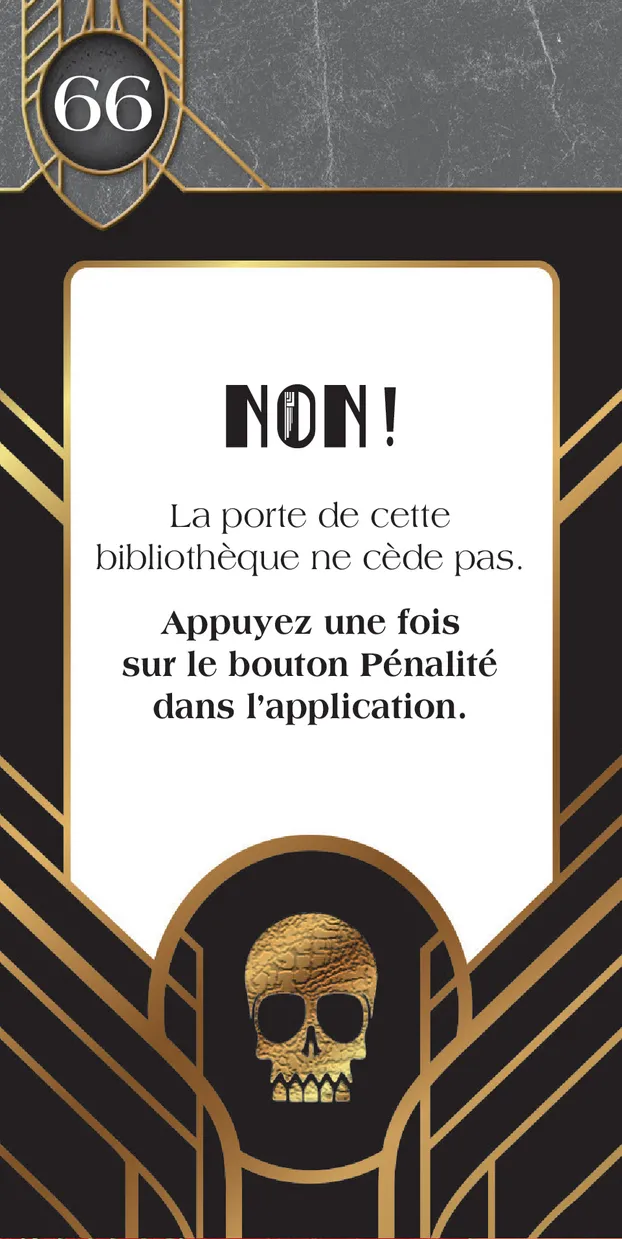 66
NON !
La porte de cette
bibliothèque ne cède pas.
Appuyez une fois
sur le bouton Pénalité
dans l’application.